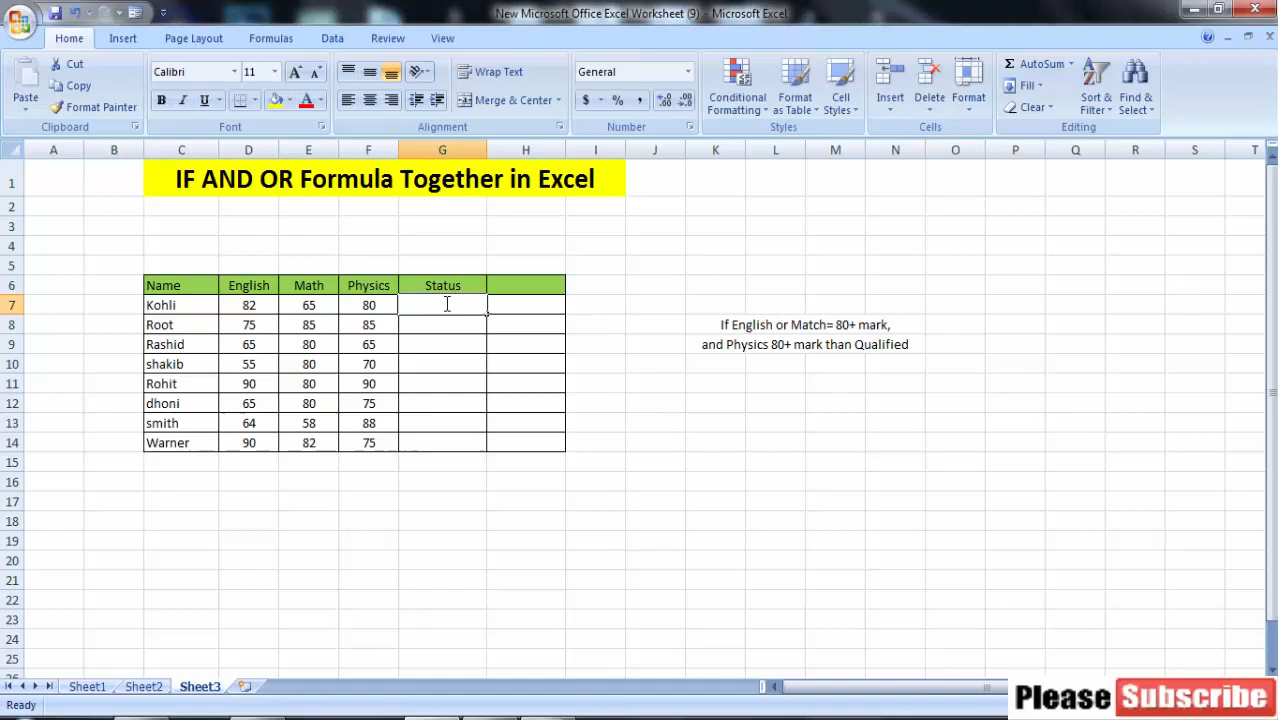 New Microsoft Office Excel Worksheet (9) - Microsoft Excel
Home Insert Page Layout Formulas Data Review View
Paste Cut Copy Format Painter
Calibri 11 B I U A A A
Wrap Text Merge & Center
General $ % ,
Conditional Formatting Format as Table Cell Styles
Insert Delete Format
Σ AutoSum Fill Clear Sort & Filter Find & Select
Clipboard Font Alignment Number Styles Cells Editing
A B C D E F G H I J K L M N O P Q R S T
1 IF AND OR Formula Together in Excel
2
3
4
5
6 Name English Math Physics Status
7 Kohli 82 65 80
8 Root 75 85 85 If English or Match= 80+ mark,
9 Rashid 65 80 65 and Physics 80+ mark than Qualified
10 shakib 55 80 70
11 Rohit 90 80 90
12 dhoni 65 80 75
13 smith 64 58 88
14 Warner 90 82 75
15
16
17
18
19
20
21
22
23
24
25
Sheet1 Sheet2 Sheet3
Ready
Please Subscribe